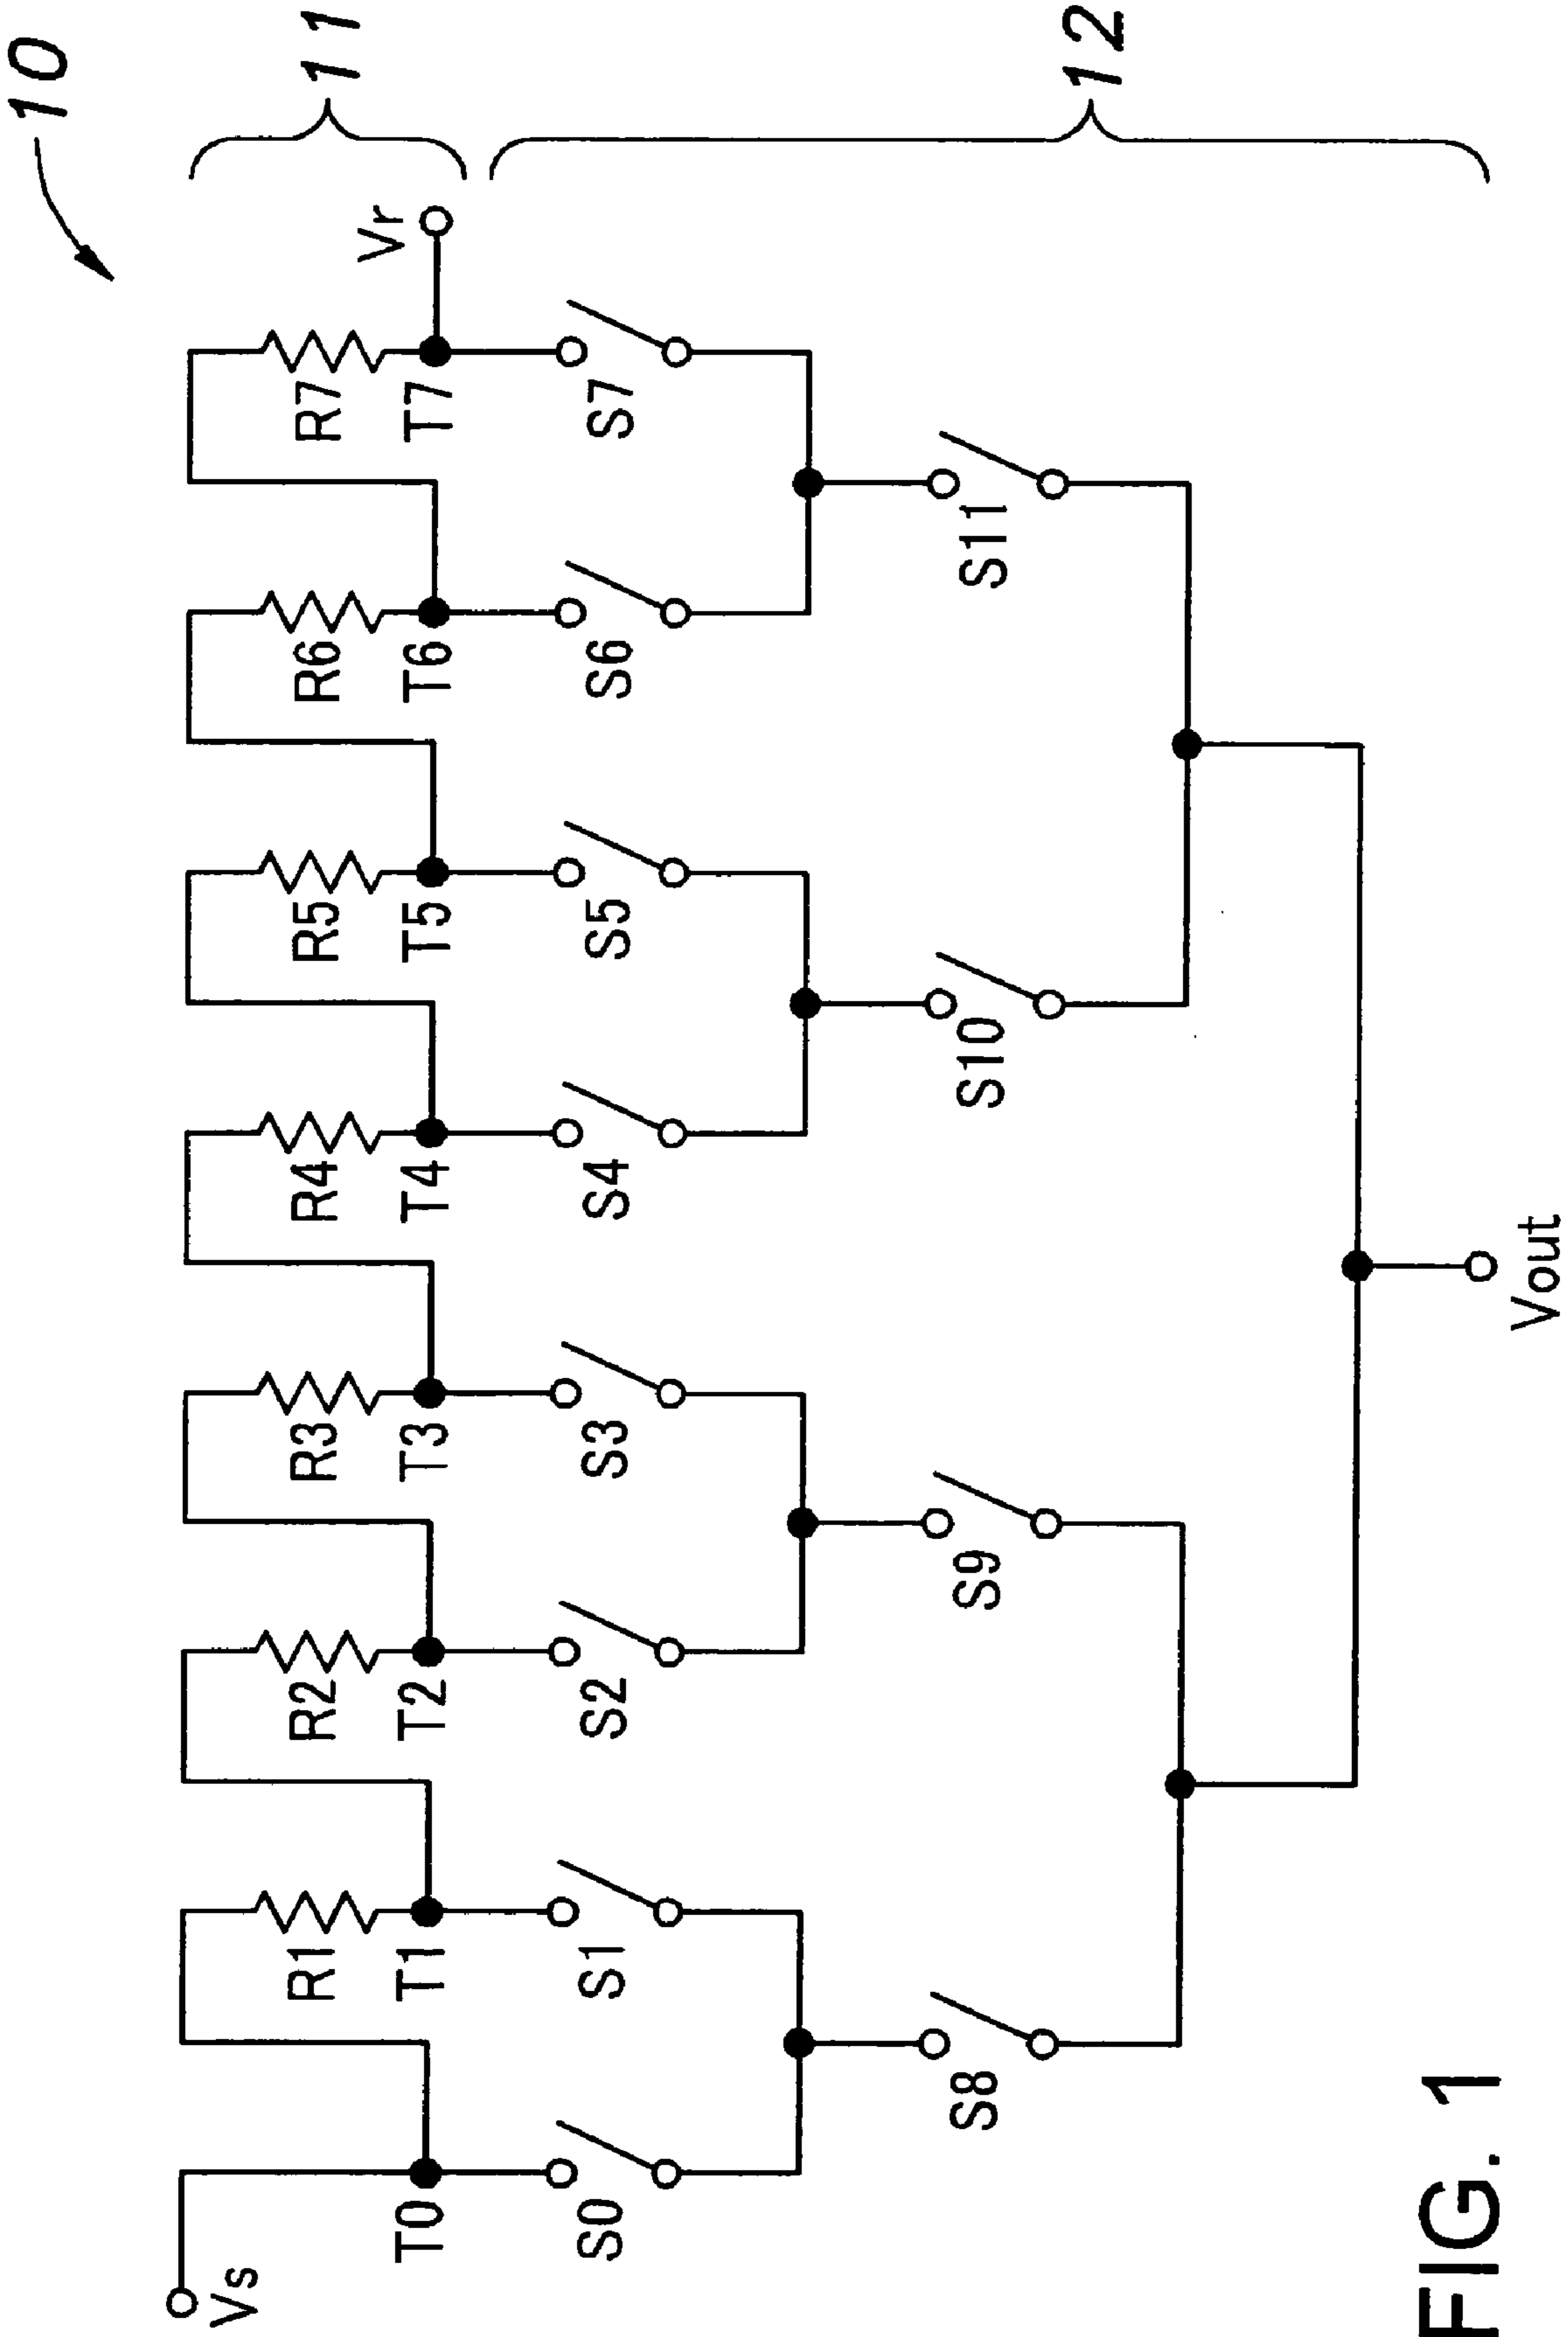 10
11
12
Vs
Vr
R1
R2
R3
R4
R5
R6
R7
T0
T1
T2
T3
T4
T5
T6
T7
S0
S1
S2
S3
S4
S5
S6
S7
S8
S9
S10
S11
Vout
FIG. 1